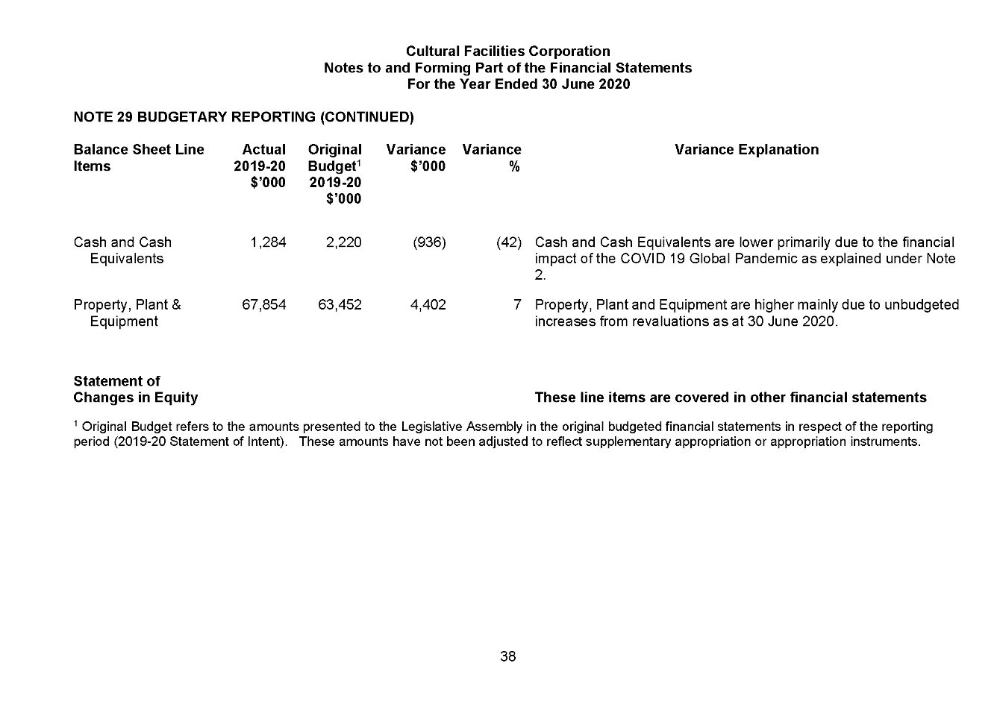 Cultural Facilities Corporation
Notes to and Forming Part of the Financial Statements
For the Year Ended 30 June 2020
NOTE 29 BUDGETARY REPORTING (CONTINUED)
Balance Sheet Line Actual Original Variance Variance Variance Explanation
Items 2019-20 Budget¹ $’000 %
$’000 2019-20
$’000
Cash and Cash 1,284 2,220 (936) (42) Cash and Cash Equivalents are lower primarily due to the financial
Equivalents impact of the COVID 19 Global Pandemic as explained under Note
2.
Property, Plant & 67,854 63,452 4,402 7 Property, Plant and Equipment are higher mainly due to unbudgeted
Equipment increases from revaluations as at 30 June 2020.
Statement of
Changes in Equity These line items are covered in other financial statements
¹ Original Budget refers to the amounts presented to the Legislative Assembly in the original budgeted financial statements in respect of the reporting
period (2019-20 Statement of Intent). These amounts have not been adjusted to reflect supplementary appropriation or appropriation instruments.
38